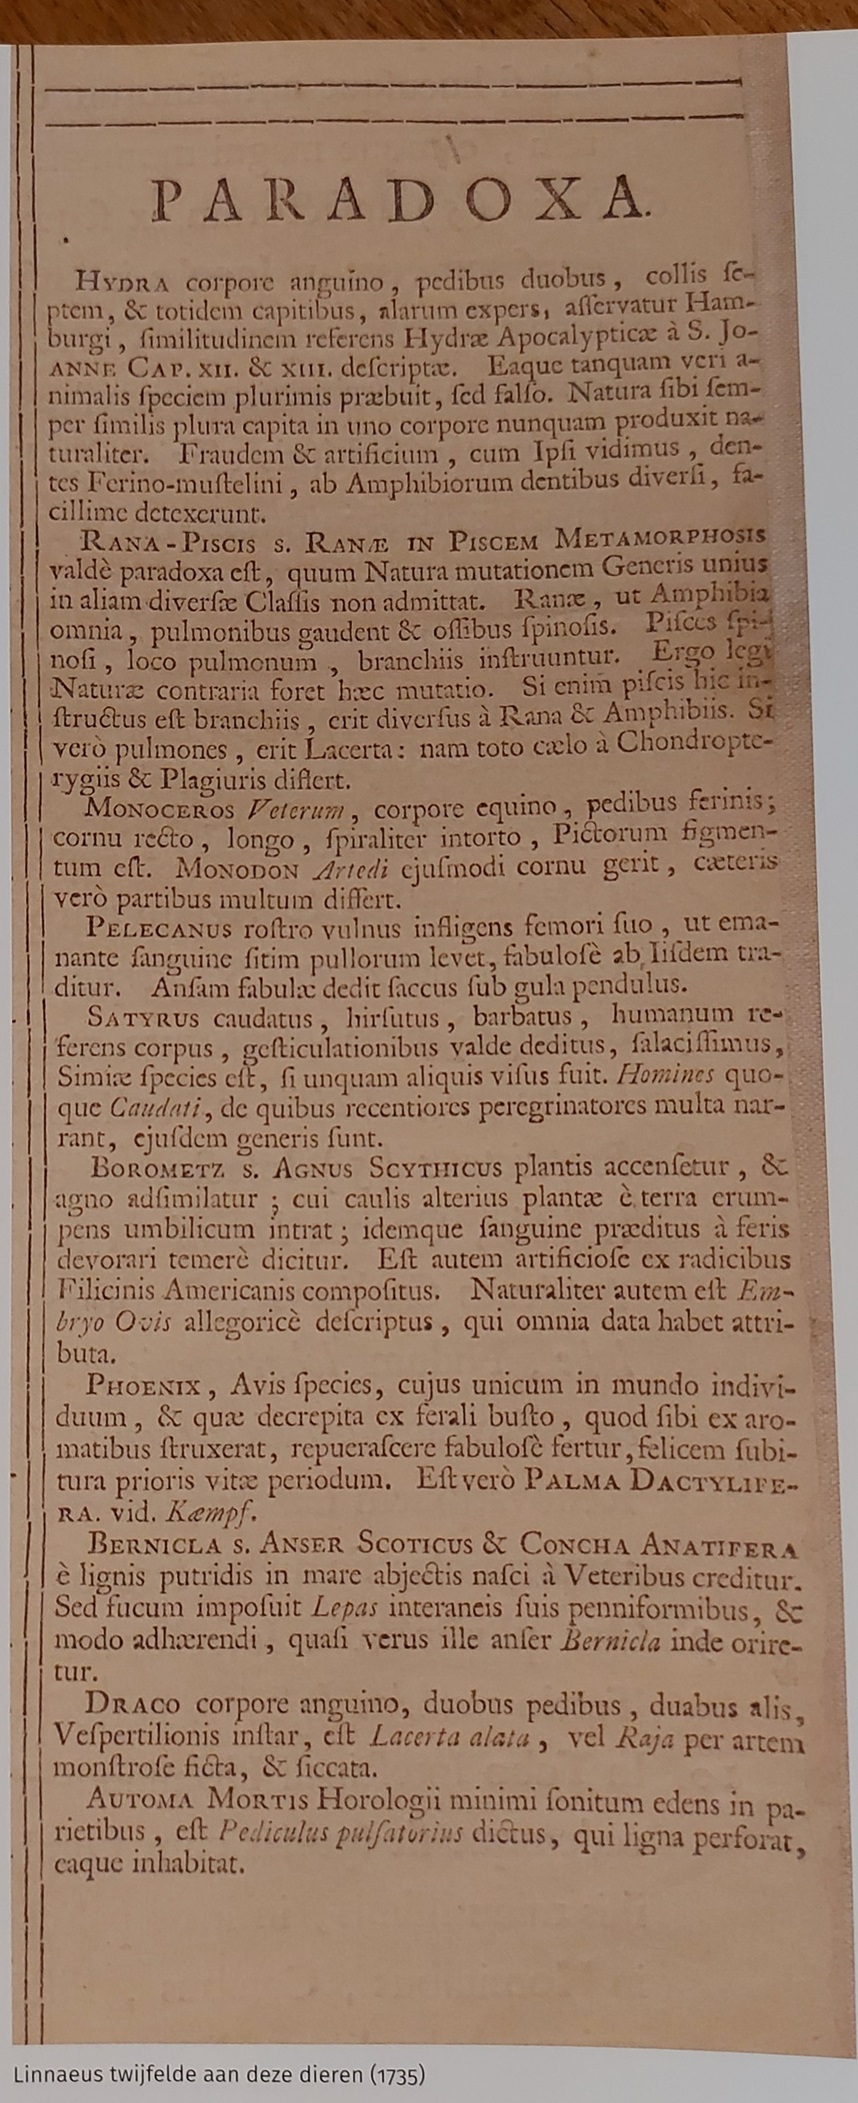 PARADOXA.
HYDRA corpore anguino, pedibus duobus, collis ſe-
ptem, & totidem capitibus, alarum expers, aſſervatur Ham-
burgi, ſimilitudinem referens Hydræ Apocalypticæ à S. Jo-
ANNE CAP. XII. & XIII. deſcriptæ. Eaque tanquam veri a-
nimalis ſpeciem plurimis præbuit, ſed falſo. Natura ſibi ſem-
per ſimilis plura capita in uno corpore nunquam produxit na-
turaliter. Fraudem & artificium, cum Ipſi vidimus, den-
tes Ferino-muſtelini, ab Amphibiorum dentibus diverſi, fa-
cillime detexerunt.
RANA-PISCIS S. RANÆ IN PISCEM METAMORPHOSIS
valdè paradoxa eſt, quum Natura mutationem Generis unius
in aliam diverſæ Claſſis non admittat. Ranæ, ut Amphibia
omnia, pulmonibus gaudent & oſſibus ſpinoſis. Piſces ſpi-
noſi, loco pulmonum, branchiis inſtruuntur. Ergo legi
Naturæ contraria foret hæc mutatio. Si enim piſcis hic in-
ſtructus eſt branchiis, erit diverſus à Rana & Amphibiis. Si
verò pulmones, erit Lacerta: nam toto cælo à Chondropte-
rygiis & Plagiuris differt.
MONOCEROS Veterum, corpore equino, pedibus ferinis;
cornu recto, longo, ſpiraliter intorto, Pictorum figmen-
tum eſt. MONODON Artedi ejuſmodi cornu gerit, cæteris
verò partibus multum differt.
PELECANUS roſtro vulnus infligens femori ſuo, ut ema-
nante ſanguine ſitim pullorum levet, fabuloſè ab Iiſdem tra-
ditur. Anſam fabulæ dedit ſaccus ſub gula pendulus.
SATYRUS caudatus, hirſutus, barbatus, humanum re-
ferens corpus, geſticulationibus valde deditus, ſalaciſſimus,
Simiæ ſpecies eſt, ſi unquam aliquis viſus fuit. Homines quo-
que Caudati, de quibus recentiores peregrinatores multa nar-
rant, ejuſdem generis ſunt.
BOROMETZ S. AGNUS SCYTHICUS plantis accenſetur, &
agno adſimilatur; cui caulis alterius plantæ è terra erum-
pens umbilicum intrat; idemque ſanguine præditus à feris
devorari temerè dicitur. Eſt autem artificioſe ex radicibus
Filicinis Americanis compoſitus. Naturaliter autem eſt Em-
bryo Ovis allegoricè deſcriptus, qui omnia data habet attri-
buta.
PHOENIX, Avis ſpecies, cujus unicum in mundo indivi-
duum, & quæ decrepita ex ferali buſto, quod ſibi ex aro-
matibus ſtruxerat, repueraſcere fabuloſè fertur, felicem ſubi-
tura prioris vitæ periodum. Eſt verò PALMA DACTYLIFE-
RA. vid. Kæmpf.
BERNICLA S. ANSER SCOTICUS & CONCHA ANATIFERA
è lignis putridis in mare abjectis naſci à Veteribus creditur.
Sed fucum impoſuit Lepas interaneis ſuis penniformibus, &
modo adhærendi, quaſi verus ille anſer Bernicla inde orire-
tur.
DRACO corpore anguino, duobus pedibus, duabus alis,
Veſpertilionis inſtar, eſt Lacerta alata, vel Raja per artem
monſtroſe ficta, & ſiccata.
AUTOMA MORTIS Horologii minimi ſonitum edens in pa-
rietibus, eſt Pediculus pulſatorius dictus, qui ligna perforat,
eaque inhabitat.
Linnaeus twijfelde aan deze dieren (1735)